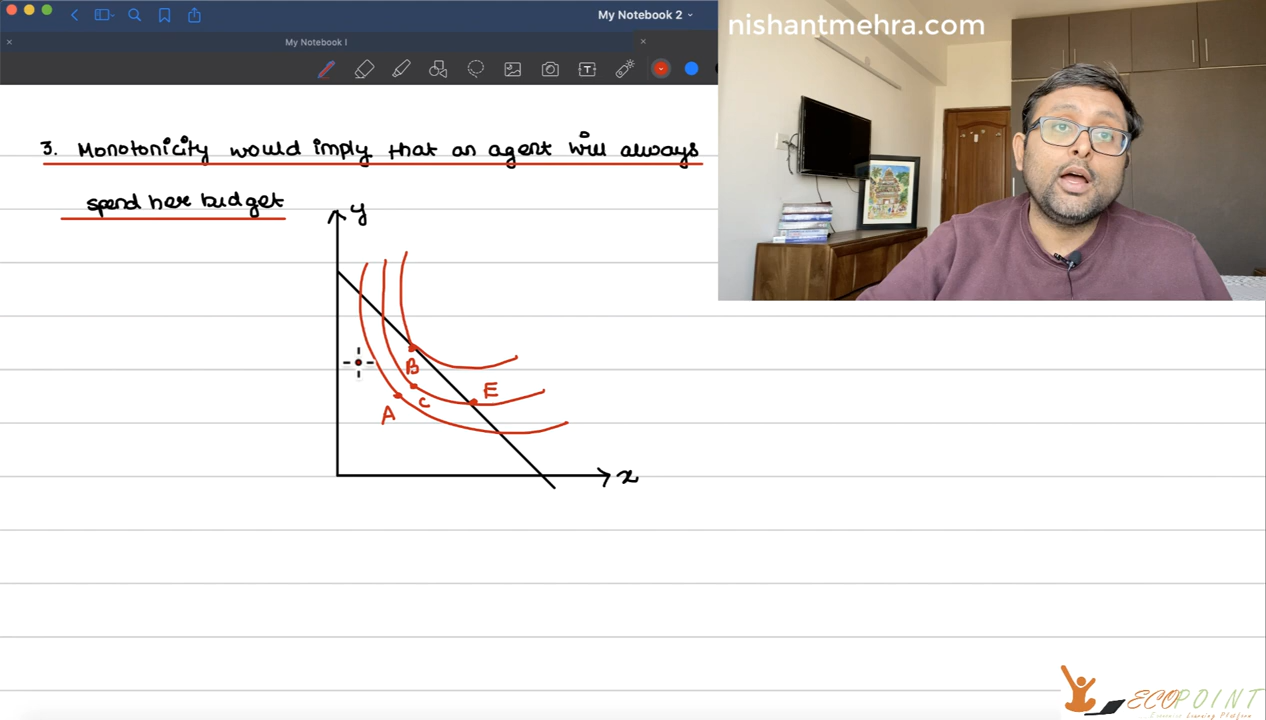 My Notebook 2
nishantmehra.com
My Notebook I
T
3. Monotonicity would imply that an agent will always
spend here budget
y
B
E
C
A
x
ECOPOINT